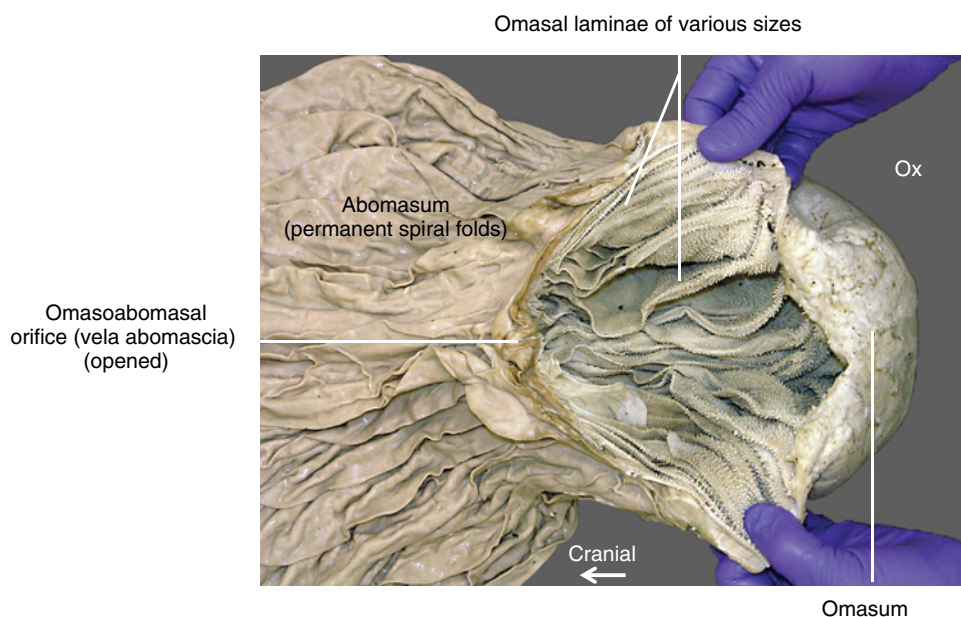 Omasal laminae of various sizes
Ox
Abomasum
(permanent spiral folds)
Omasoabomasal
orifice (vela abomascia)
(opened)
Cranial
Omasum